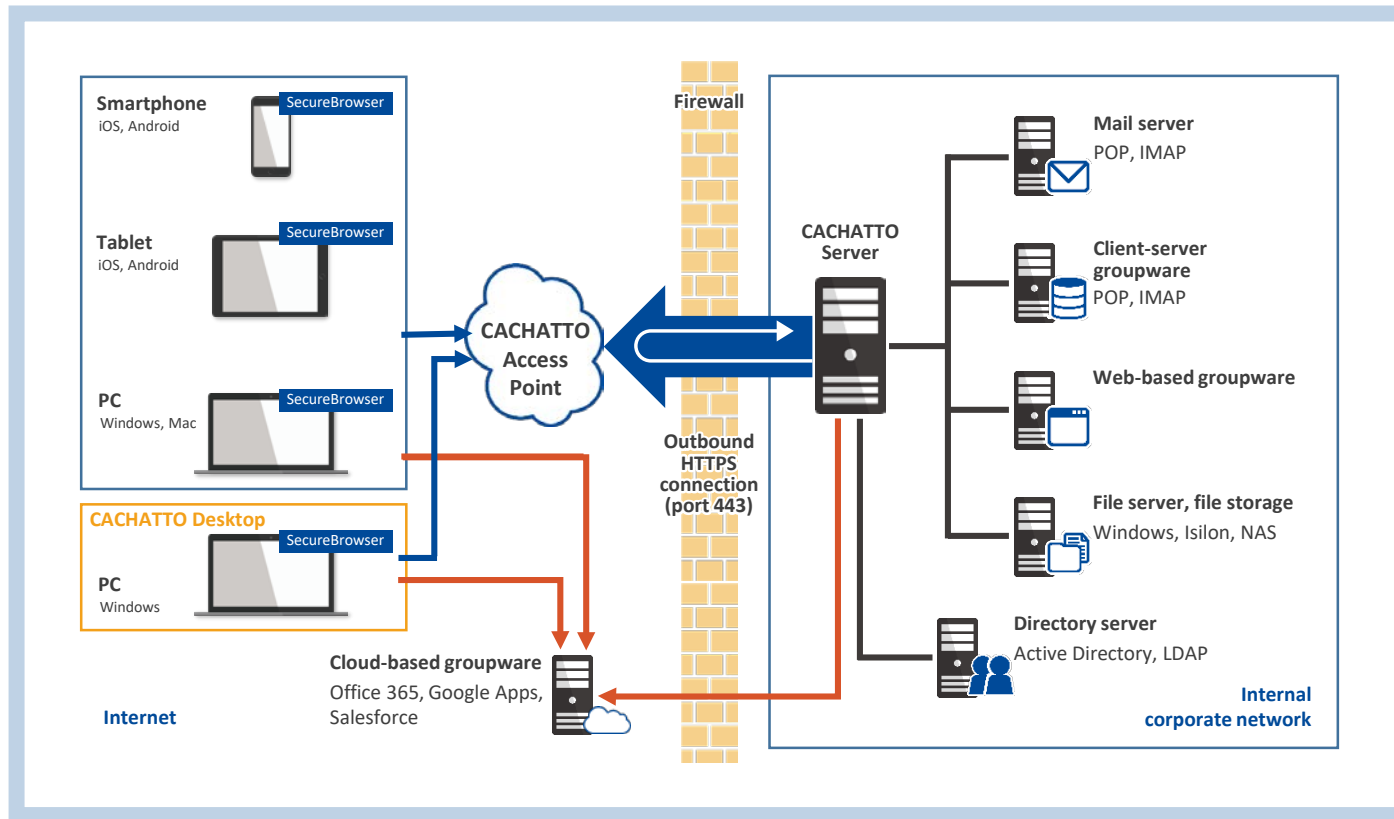 Smartphone
iOS, Android
SecureBrowser
Tablet
iOS, Android
SecureBrowser
PC
Windows, Mac
SecureBrowser
CACHATTO Desktop
SecureBrowser
PC
Windows
Internet
CACHATTO
Access
Point
Cloud-based groupware
Office 365, Google Apps,
Salesforce
Firewall
Outbound
HTTPS
connection
(port 443)
CACHATTO
Server
Mail server
POP, IMAP
Client-server
groupware
POP, IMAP
Web-based groupware
File server, file storage
Windows, Isilon, NAS
Directory server
Active Directory, LDAP
Internal
corporate network